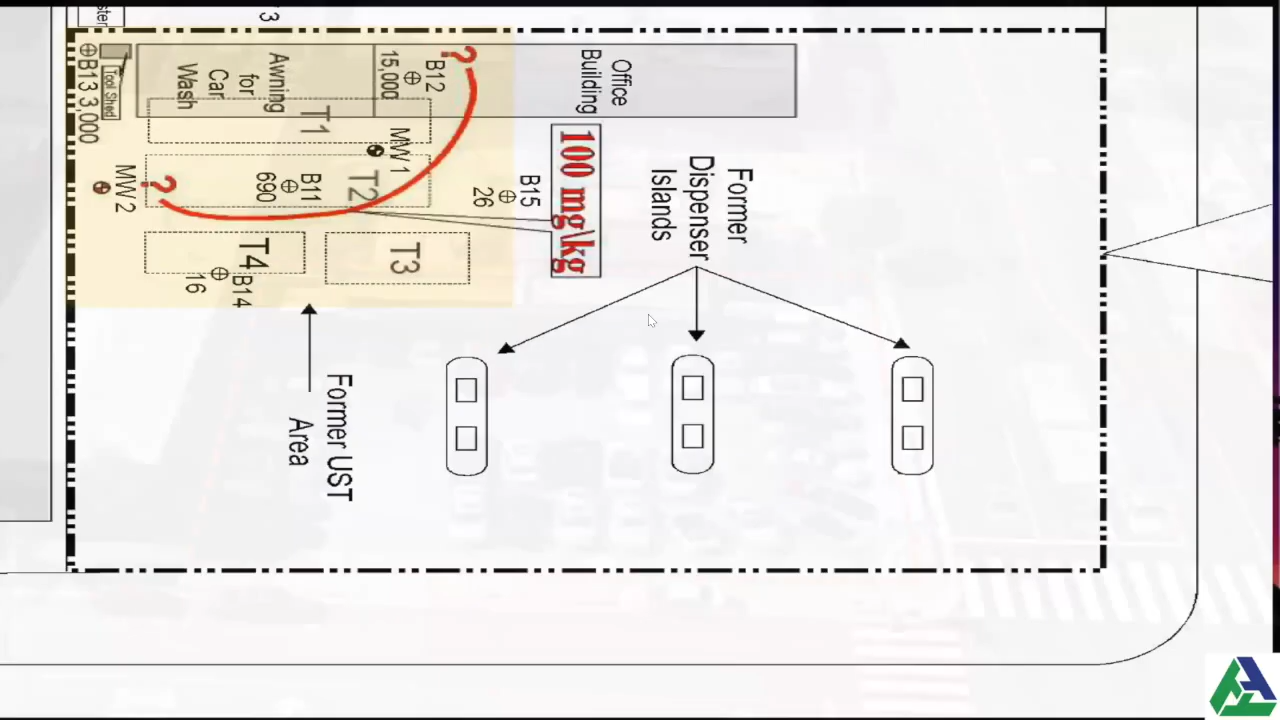 3
B13 3,000
Tool Shed
Awning
for
Car
Wash
B12
15,000
Office
Building
T1
MW 1
T2
B11
690
MW 2
?
?
B15
26
100 mg\kg
T3
T4
B14
16
Former
Dispenser
Islands
Former UST
Area